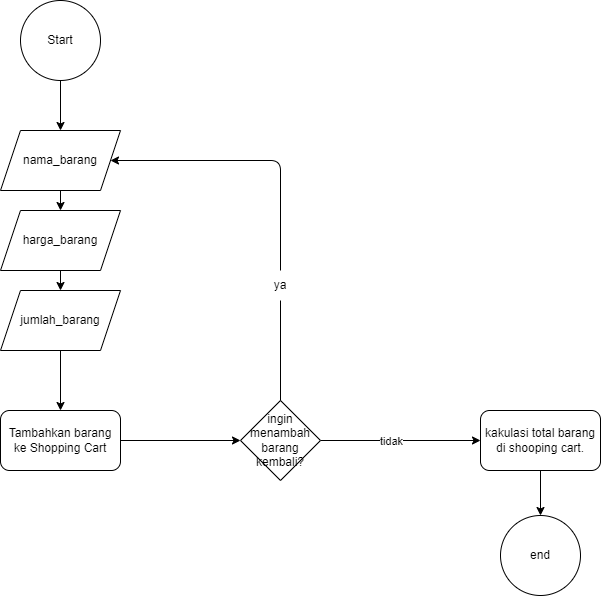 Start
nama_barang
harga_barang
ya
jumlah_barang
Tambahkan barang
ke Shopping Cart
ingin
menambah
barang
kembali?
tidak
kakulasi total barang
di shooping cart.
end